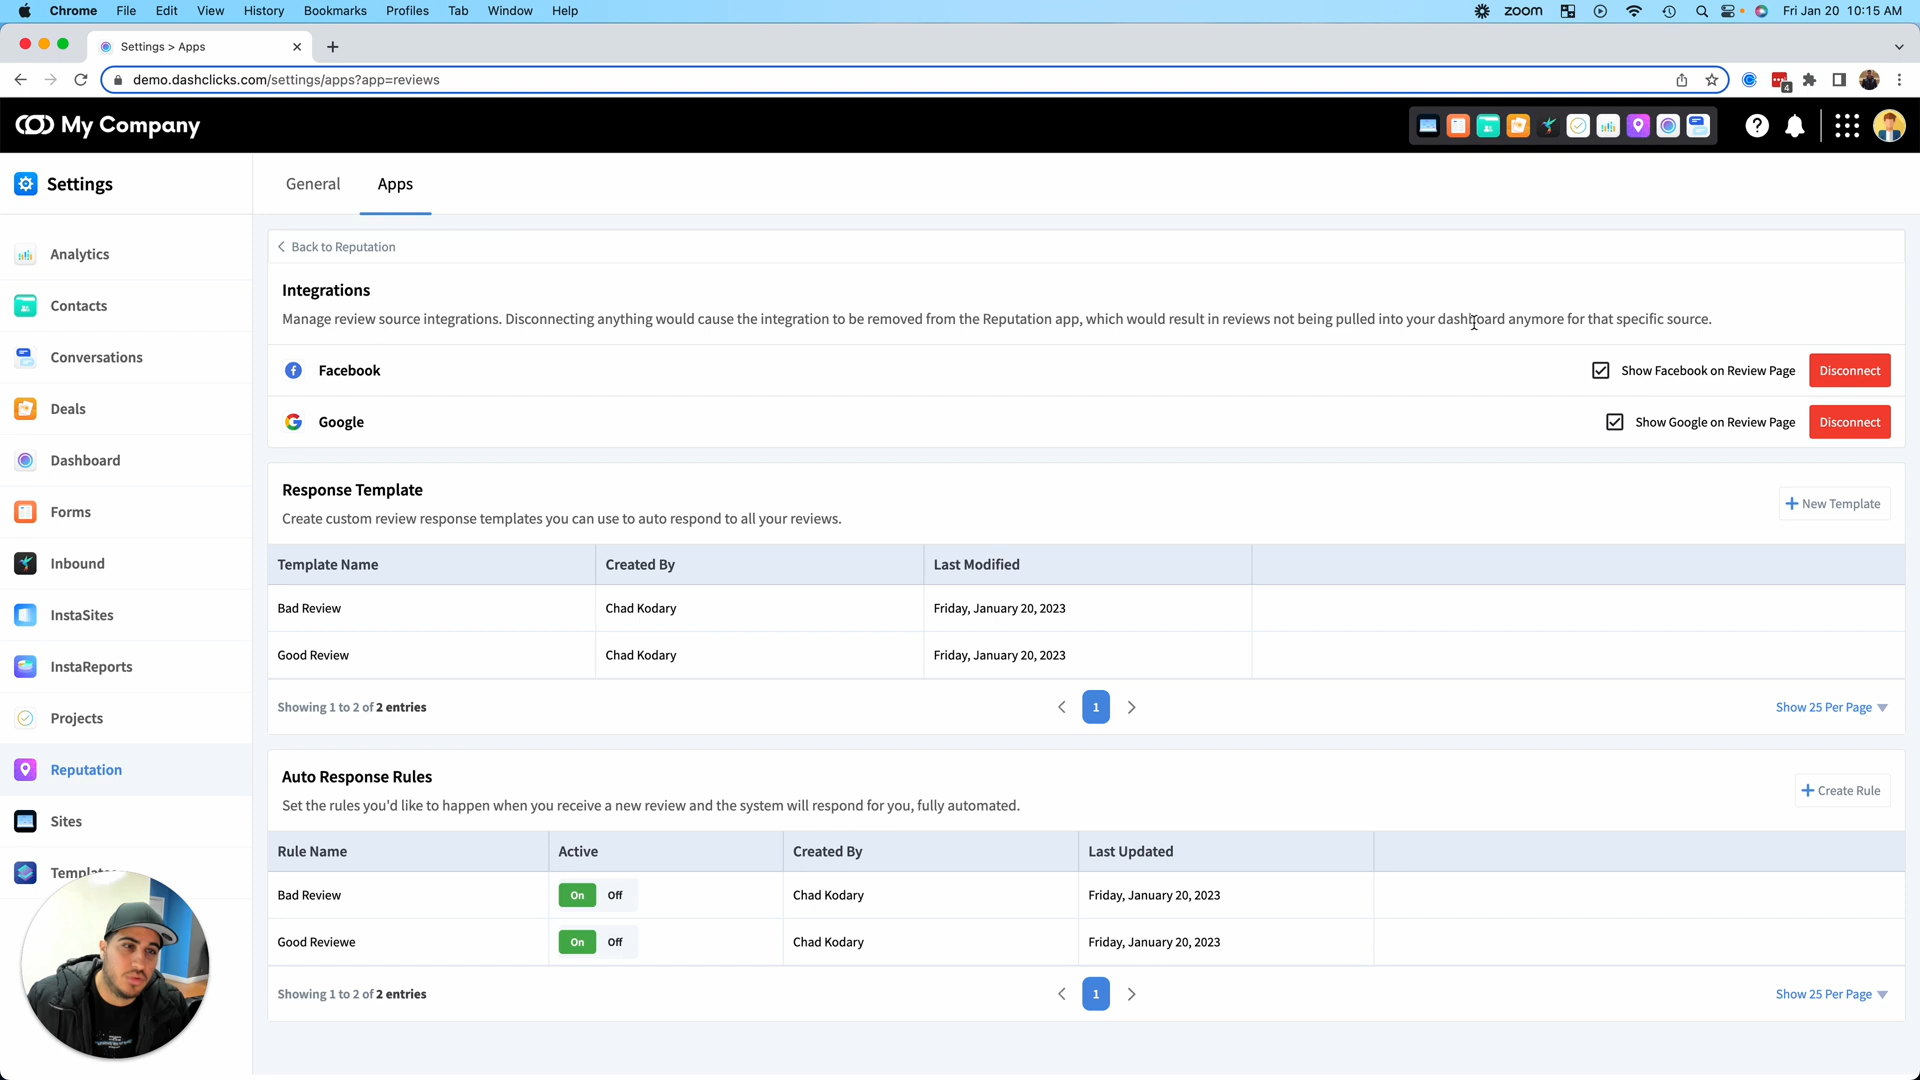 Chrome File Edit View History Bookmarks Profiles Tab Window Help zoom Fri Jan 20 10:15 AM
Settings > Apps
demo.dashclicks.com/settings/apps?app=reviews
4
My Company
Settings
General Apps
Analytics
Contacts
Conversations
Deals
Dashboard
Forms
Inbound
InstaSites
InstaReports
Projects
Reputation
Sites
Back to Reputation
Integrations
Manage review source integrations. Disconnecting anything would cause the integration to be removed from the Reputation app, which would result in reviews not being pulled into your dashboard anymore for that specific source.
Facebook Show Facebook on Review Page Disconnect
Google Show Google on Review Page Disconnect
Response Template
New Template
Create custom review response templates you can use to auto respond to all your reviews.
Template Name Created By Last Modified
Bad Review Chad Kodary Friday, January 20, 2023
Good Review Chad Kodary Friday, January 20, 2023
Showing 1 to 2 of 2 entries 1 Show 25 Per Page
Auto Response Rules
Create Rule
Set the rules you'd like to happen when you receive a new review and the system will respond for you, fully automated.
Rule Name Active Created By Last Updated
Bad Review On Off Chad Kodary Friday, January 20, 2023
Good Reviewe On Off Chad Kodary Friday, January 20, 2023
Showing 1 to 2 of 2 entries 1 Show 25 Per Page